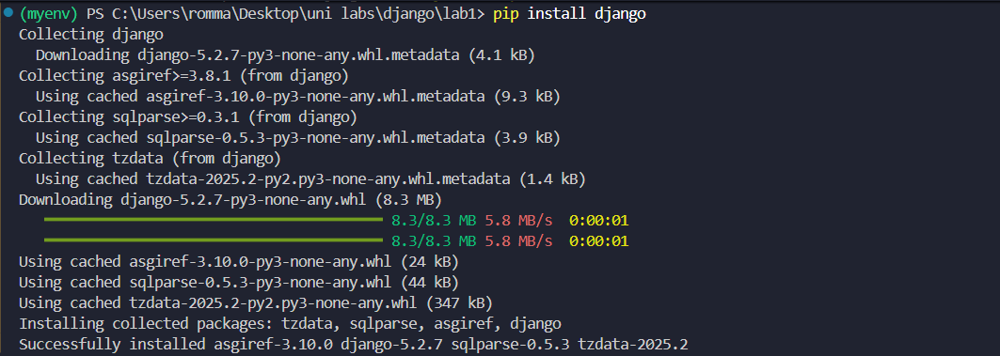 (myenv) PS C:\Users\romma\Desktop\uni labs\django\lab1> pip install django
Collecting django
  Downloading django-5.2.7-py3-none-any.whl.metadata (4.1 kB)
Collecting asgiref>=3.8.1 (from django)
  Using cached asgiref-3.10.0-py3-none-any.whl.metadata (9.3 kB)
Collecting sqlparse>=0.3.1 (from django)
  Using cached sqlparse-0.5.3-py3-none-any.whl.metadata (3.9 kB)
Collecting tzdata (from django)
  Using cached tzdata-2025.2-py2.py3-none-any.whl.metadata (1.4 kB)
Downloading django-5.2.7-py3-none-any.whl (8.3 MB)
8.3/8.3 MB 5.8 MB/s  0:00:01
8.3/8.3 MB 5.8 MB/s  0:00:01
Using cached asgiref-3.10.0-py3-none-any.whl (24 kB)
Using cached sqlparse-0.5.3-py3-none-any.whl (44 kB)
Using cached tzdata-2025.2-py2.py3-none-any.whl (347 kB)
Installing collected packages: tzdata, sqlparse, asgiref, django
Successfully installed asgiref-3.10.0 django-5.2.7 sqlparse-0.5.3 tzdata-2025.2